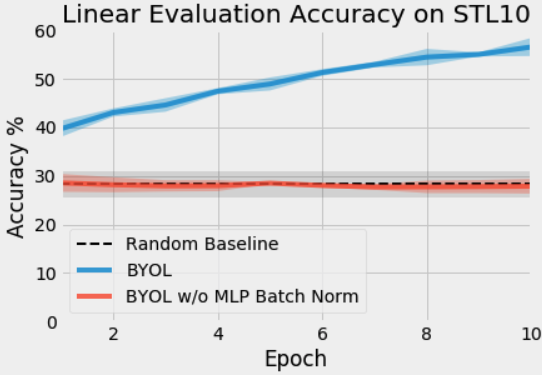 Linear Evaluation Accuracy on STL10
Accuracy %
60
50
40
30
20
10
0
Random Baseline
BYOL
BYOL w/o MLP Batch Norm
2 4 6 8 10
Epoch